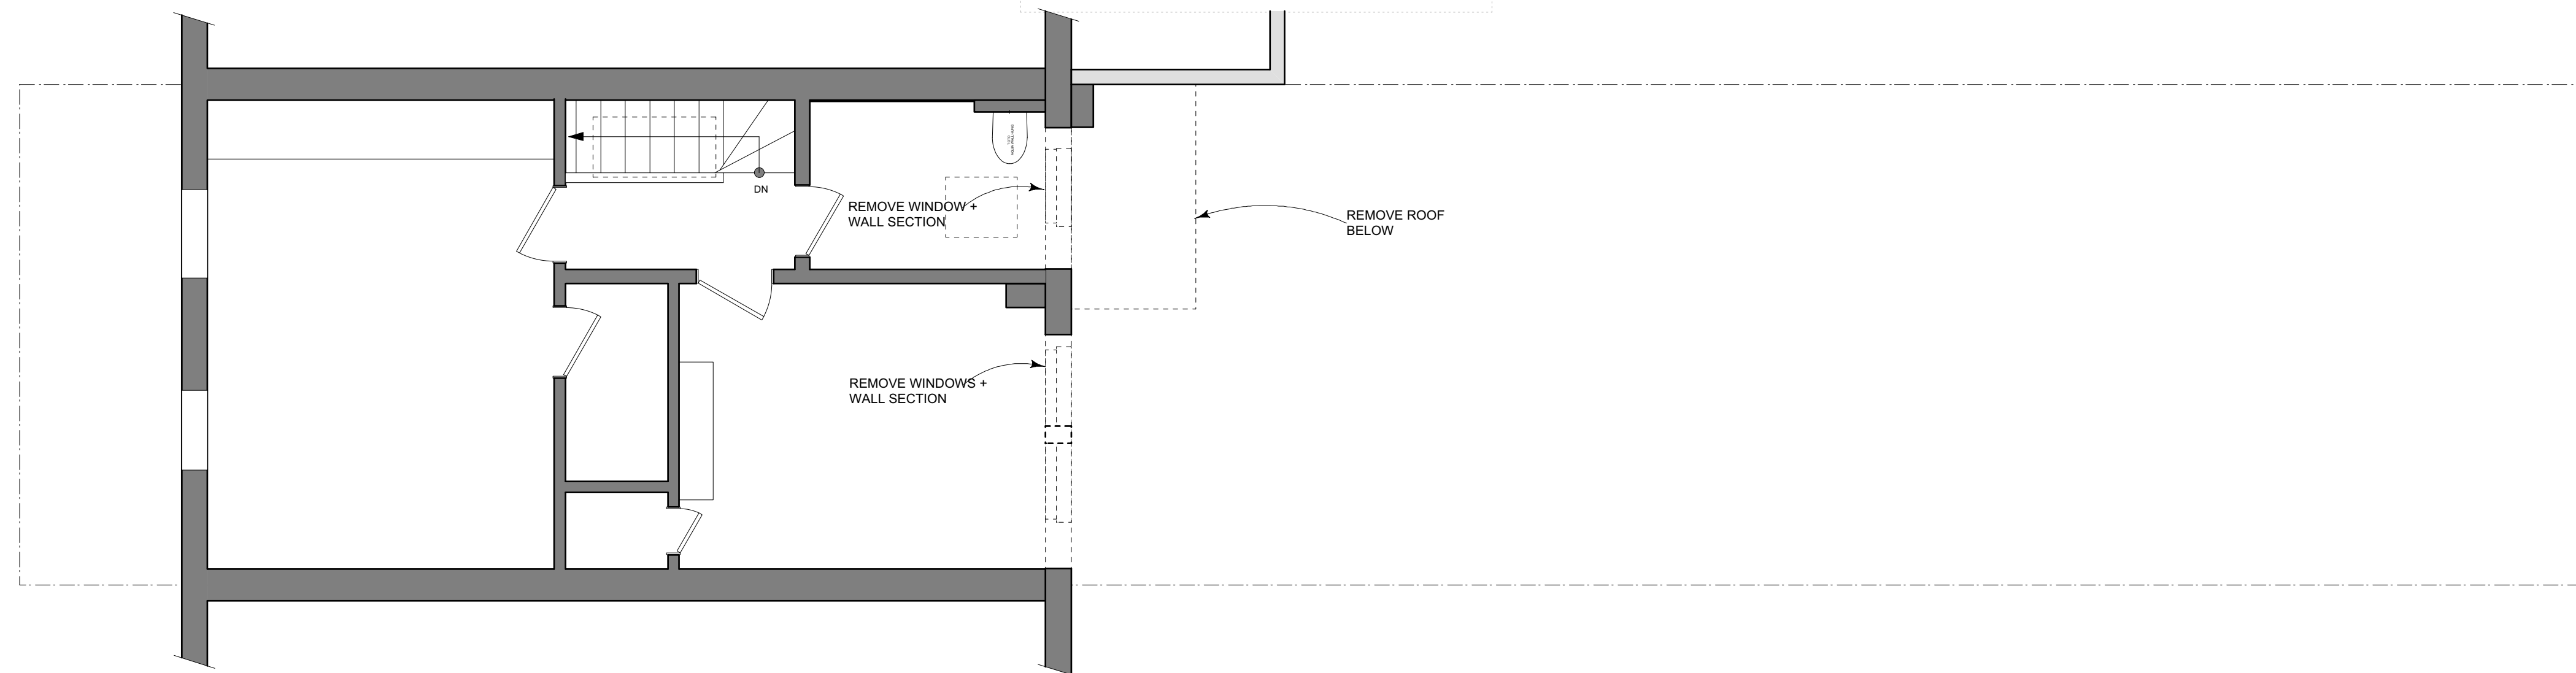 DN
REMOVE WINDOW +
WALL SECTION
REMOVE ROOF
BELOW
REMOVE WINDOWS +
WALL SECTION